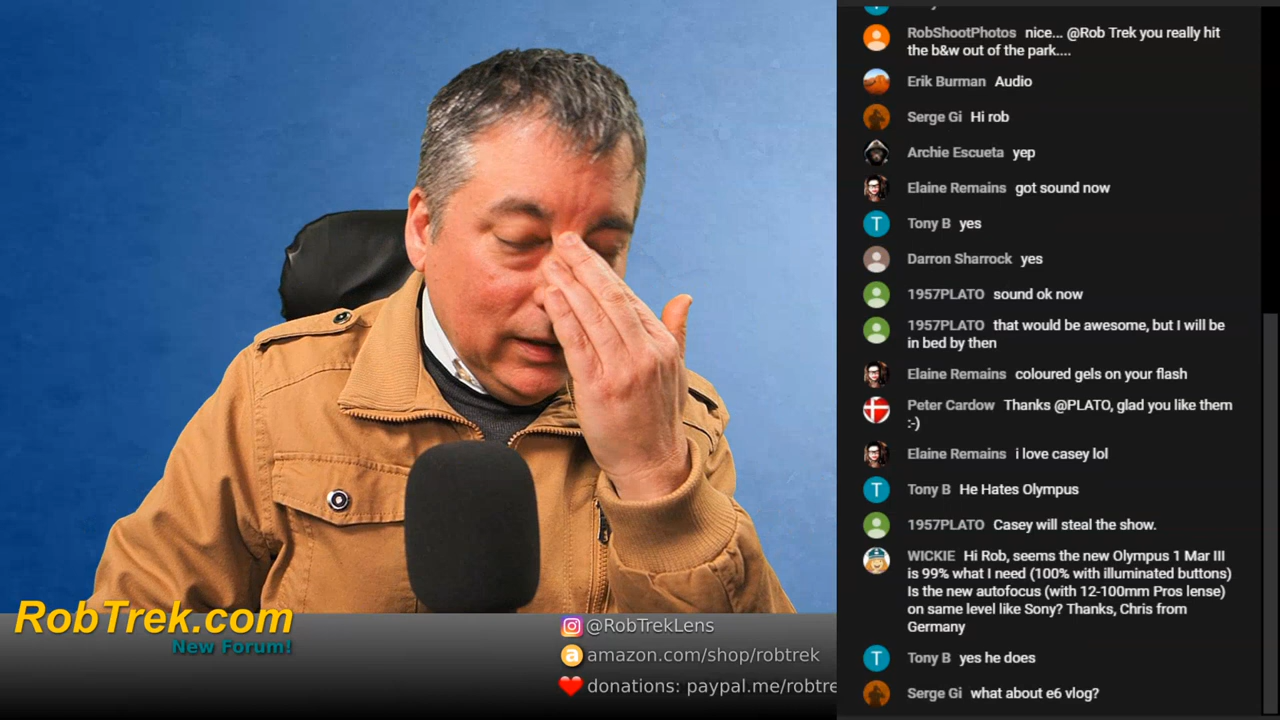 RobShootPhotos nice... @Rob Trek you really hit
the b&w out of the park....
Erik Burman Audio
Serge Gi Hi rob
Archie Escueta yep
Elaine Remains got sound now
T Tony B yes
Darron Sharrock yes
1957PLATO sound ok now
1957PLATO that would be awesome, but I will be
in bed by then
Elaine Remains coloured gels on your flash
Peter Cardow Thanks @PLATO, glad you like them
:-)
Elaine Remains i love casey lol
T Tony B He Hates Olympus
1957PLATO Casey will steal the show.
WICKIE Hi Rob, seems the new Olympus 1 Mar III
is 99% what I need (100% with illuminated buttons)
Is the new autofocus (with 12-100mm Pros lense)
on same level like Sony? Thanks, Chris from
Germany
T Tony B yes he does
Serge Gi what about e6 vlog?
RobTrek.com
New Forum!
@RobTrekLens
a amazon.com/shop/robtrek
donations: paypal.me/robtre